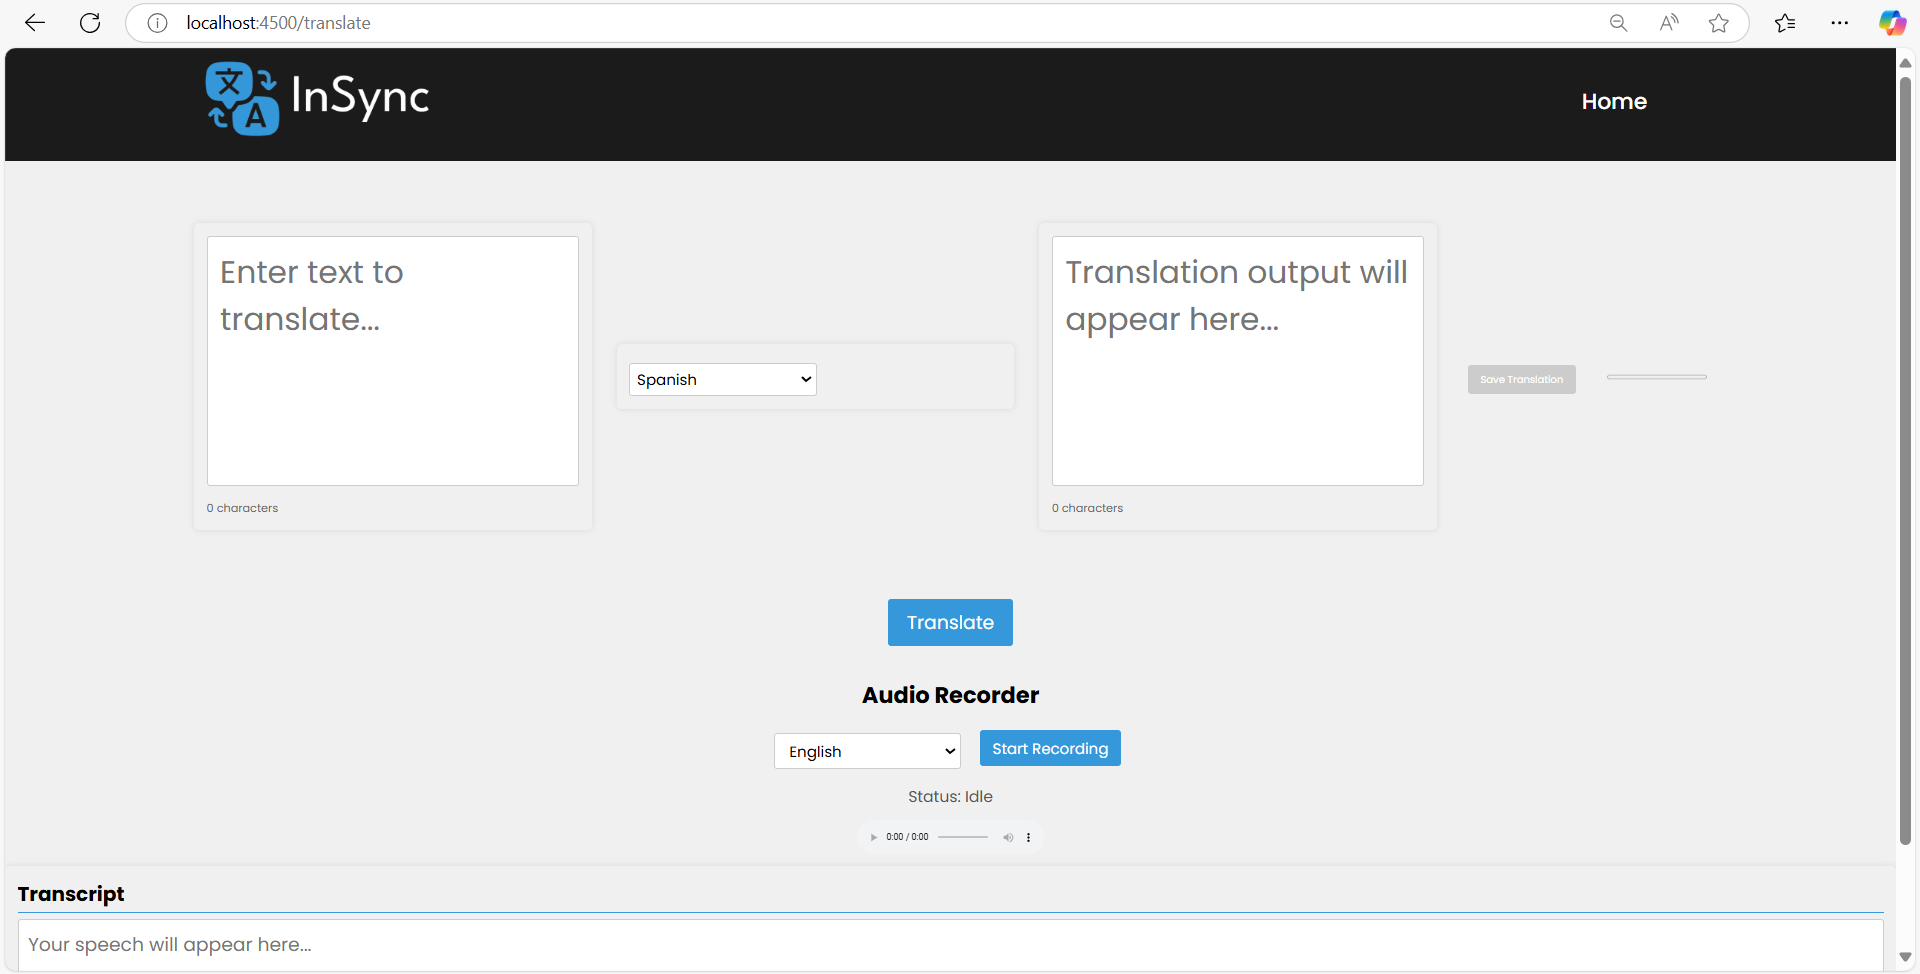 localhost:4500/translate
文
A
InSync
Home
Enter text to
translate...
0 characters
Spanish
Translation output will
appear here...
0 characters
Save Translation
Translate
Audio Recorder
English
Start Recording
Status: Idle
0:00 / 0:00
Transcript
Your speech will appear here...